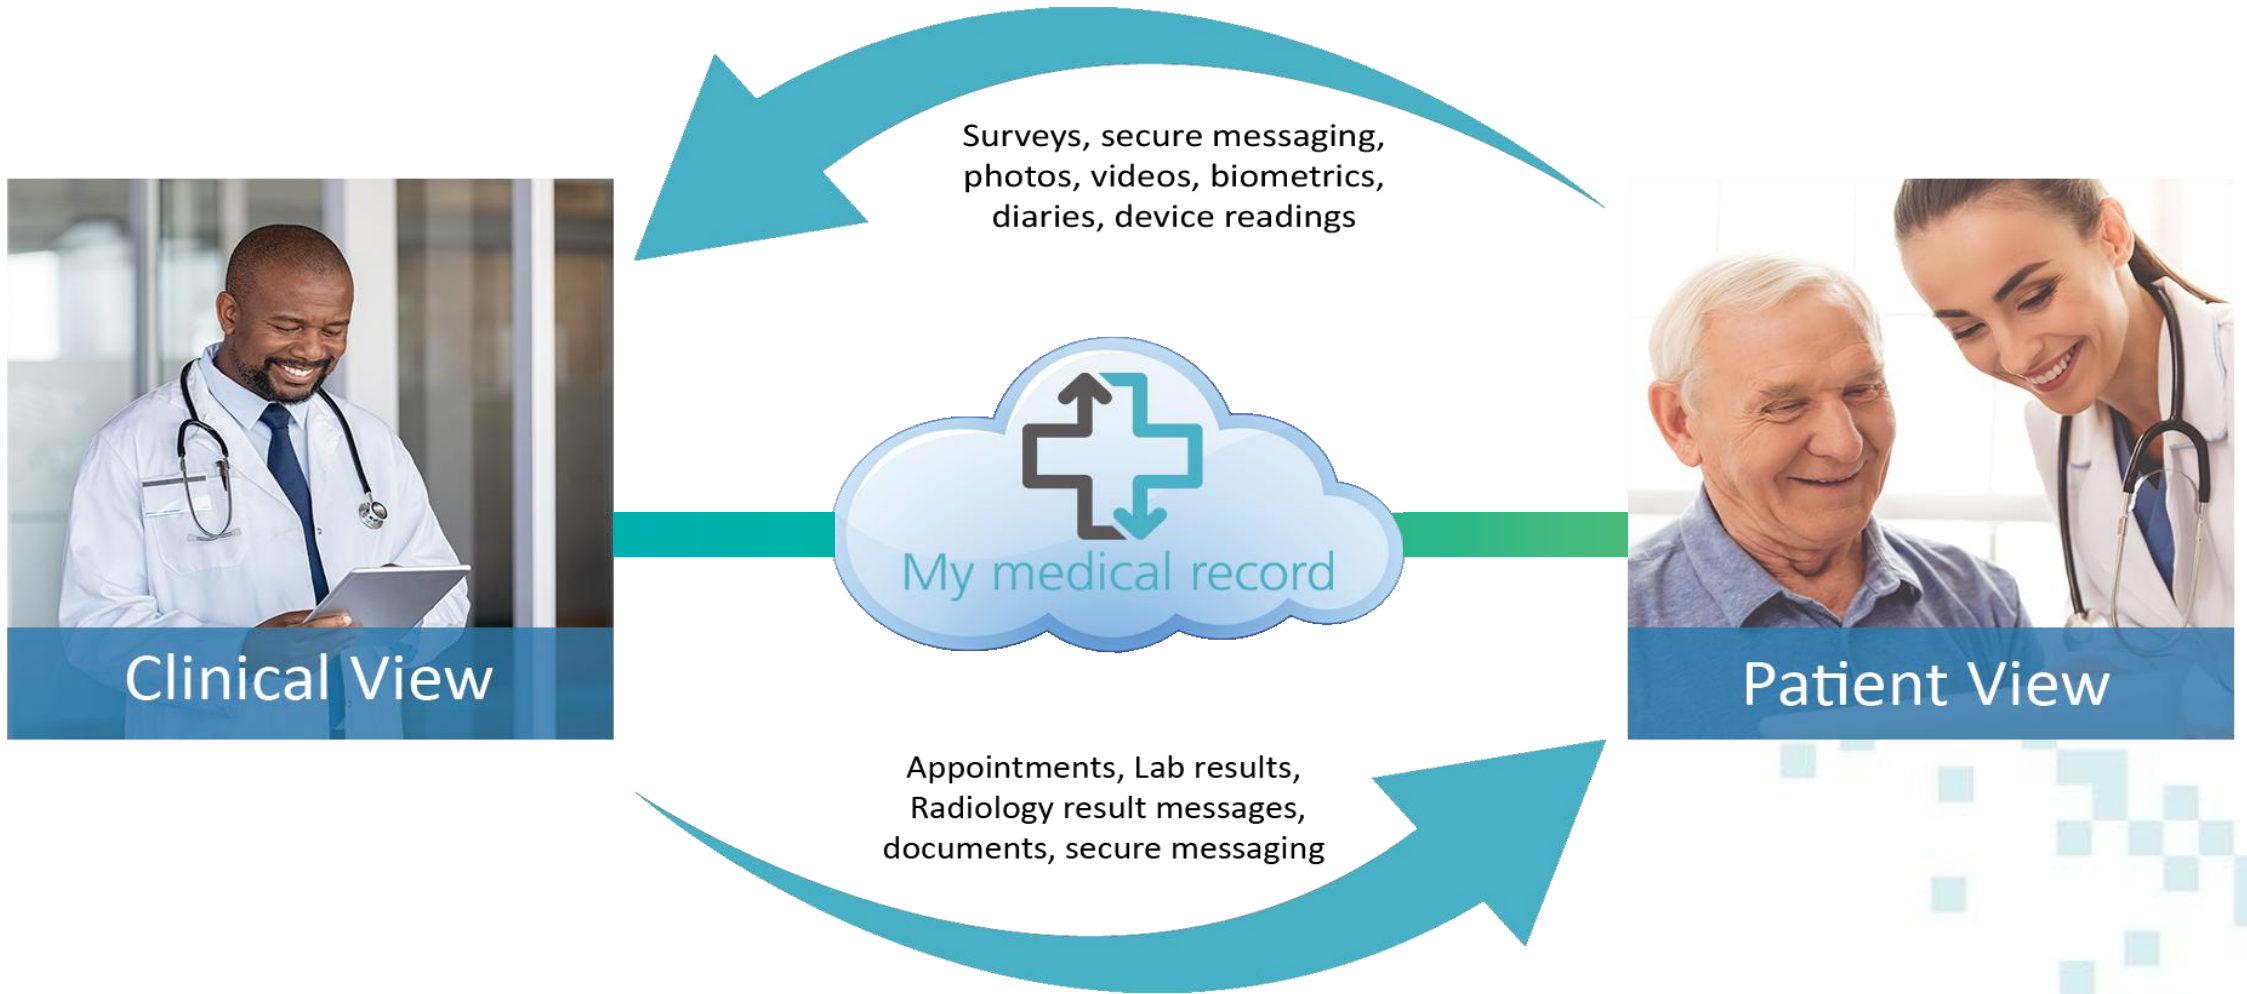 Surveys, secure messaging,
photos, videos, biometrics,
diaries, device readings
My medical record
Clinical View
Patient View
Appointments, Lab results,
Radiology result messages,
documents, secure messaging